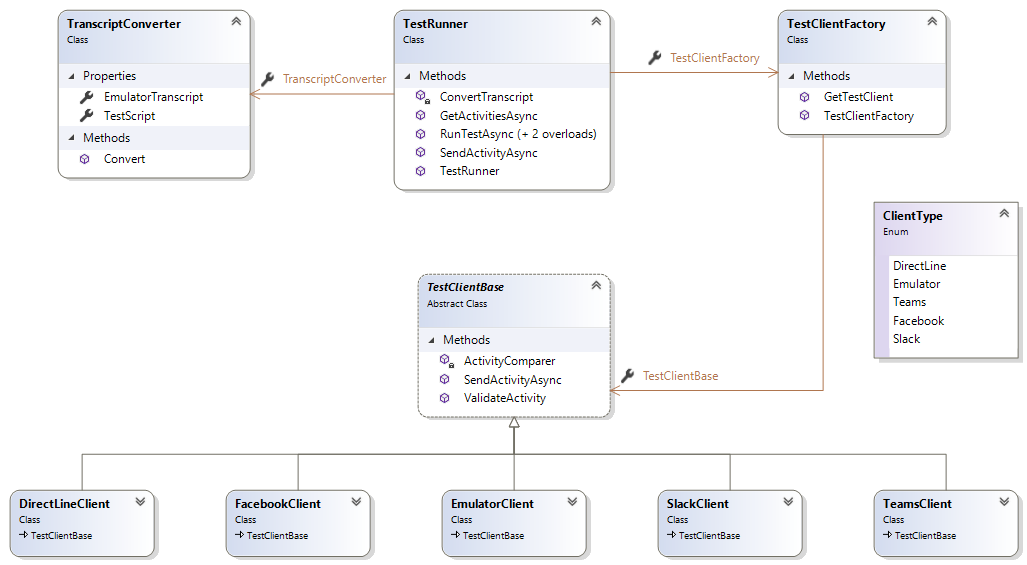 TranscriptConverter
Class
Properties
EmulatorTranscript
TestScript
Methods
Convert
TranscriptConverter
TestRunner
Class
Methods
ConvertTranscript
GetActivitiesAsync
RunTestAsync (+ 2 overloads)
SendActivityAsync
TestRunner
TestClientFactory
TestClientFactory
Class
Methods
GetTestClient
TestClientFactory
ClientType
Enum
DirectLine
Emulator
Teams
Facebook
Slack
TestClientBase
Abstract Class
Methods
ActivityComparer
SendActivityAsync
ValidateActivity
TestClientBase
DirectLineClient
Class
TestClientBase
FacebookClient
Class
TestClientBase
EmulatorClient
Class
TestClientBase
SlackClient
Class
TestClientBase
TeamsClient
Class
TestClientBase